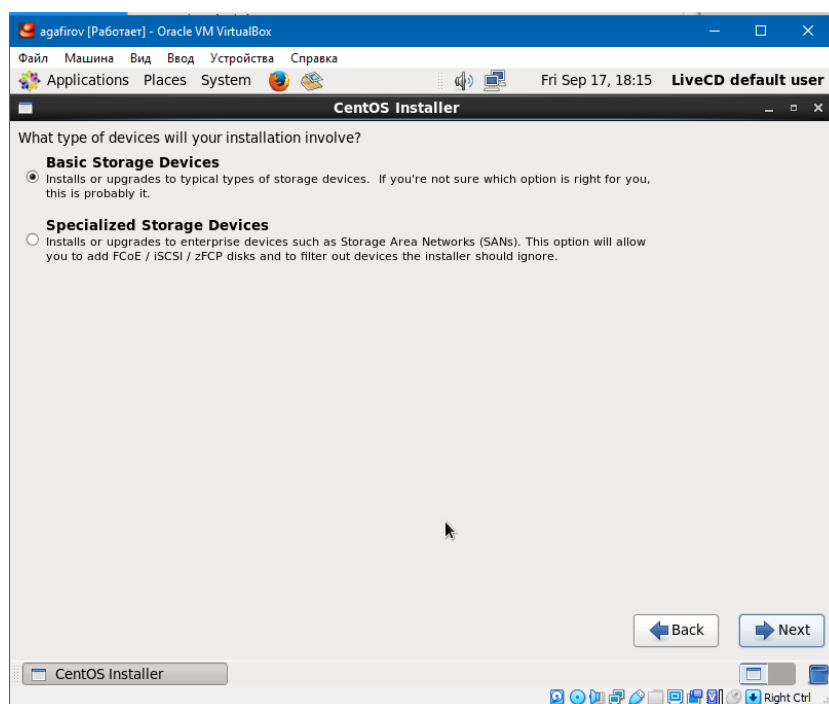 agafirov [Работает] - Oracle VM VirtualBox
Файл Машина Вид Ввод Устройства Справка
Applications Places System Fri Sep 17, 18:15 LiveCD default user
CentOS Installer
What type of devices will your installation involve?
Basic Storage Devices
Installs or upgrades to typical types of storage devices. If you're not sure which option is right for you,
this is probably it.
Specialized Storage Devices
Installs or upgrades to enterprise devices such as Storage Area Networks (SANs). This option will allow
you to add FCoE / iSCSI / zFCP disks and to filter out devices the installer should ignore.
Back Next
CentOS Installer
Right Ctrl